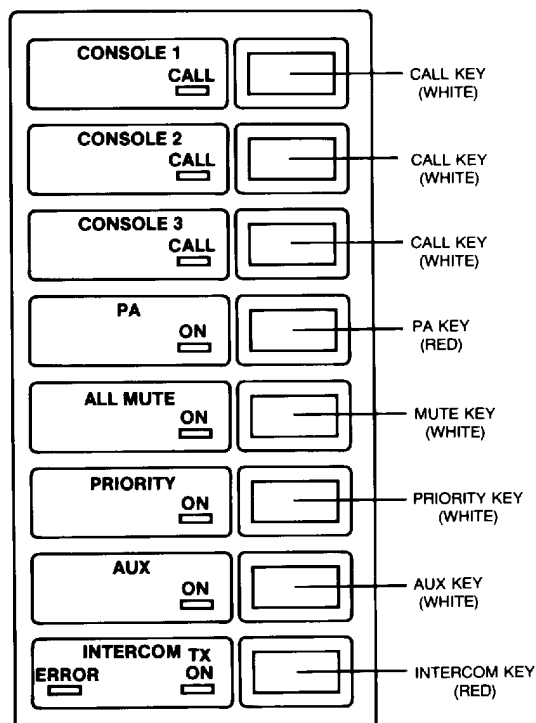 CONSOLE 1
CALL
CALL KEY
(WHITE)
CONSOLE 2
CALL
CALL KEY
(WHITE)
CONSOLE 3
CALL
CALL KEY
(WHITE)
PA
ON
PA KEY
(RED)
ALL MUTE
ON
MUTE KEY
(WHITE)
PRIORITY
ON
PRIORITY KEY
(WHITE)
AUX
ON
AUX KEY
(WHITE)
INTERCOM TX
ERROR ON
INTERCOM KEY
(RED)